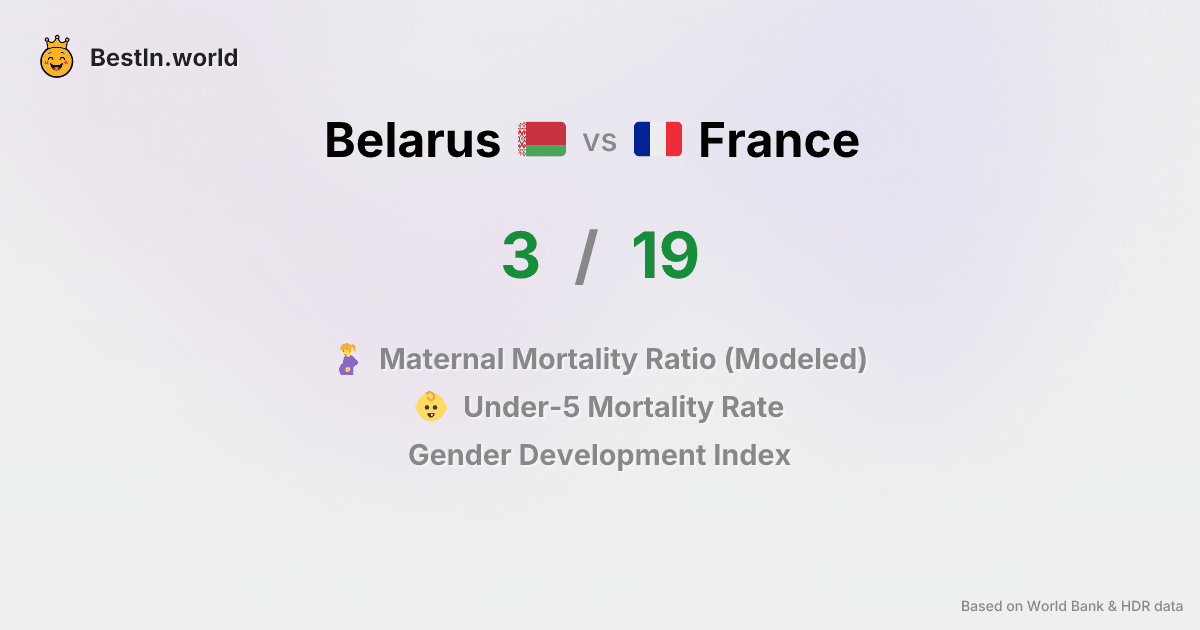 BestIn.world
Belarus vs France
3 / 19
Maternal Mortality Ratio (Modeled)
Under-5 Mortality Rate
Gender Development Index
Based on World Bank & HDR data